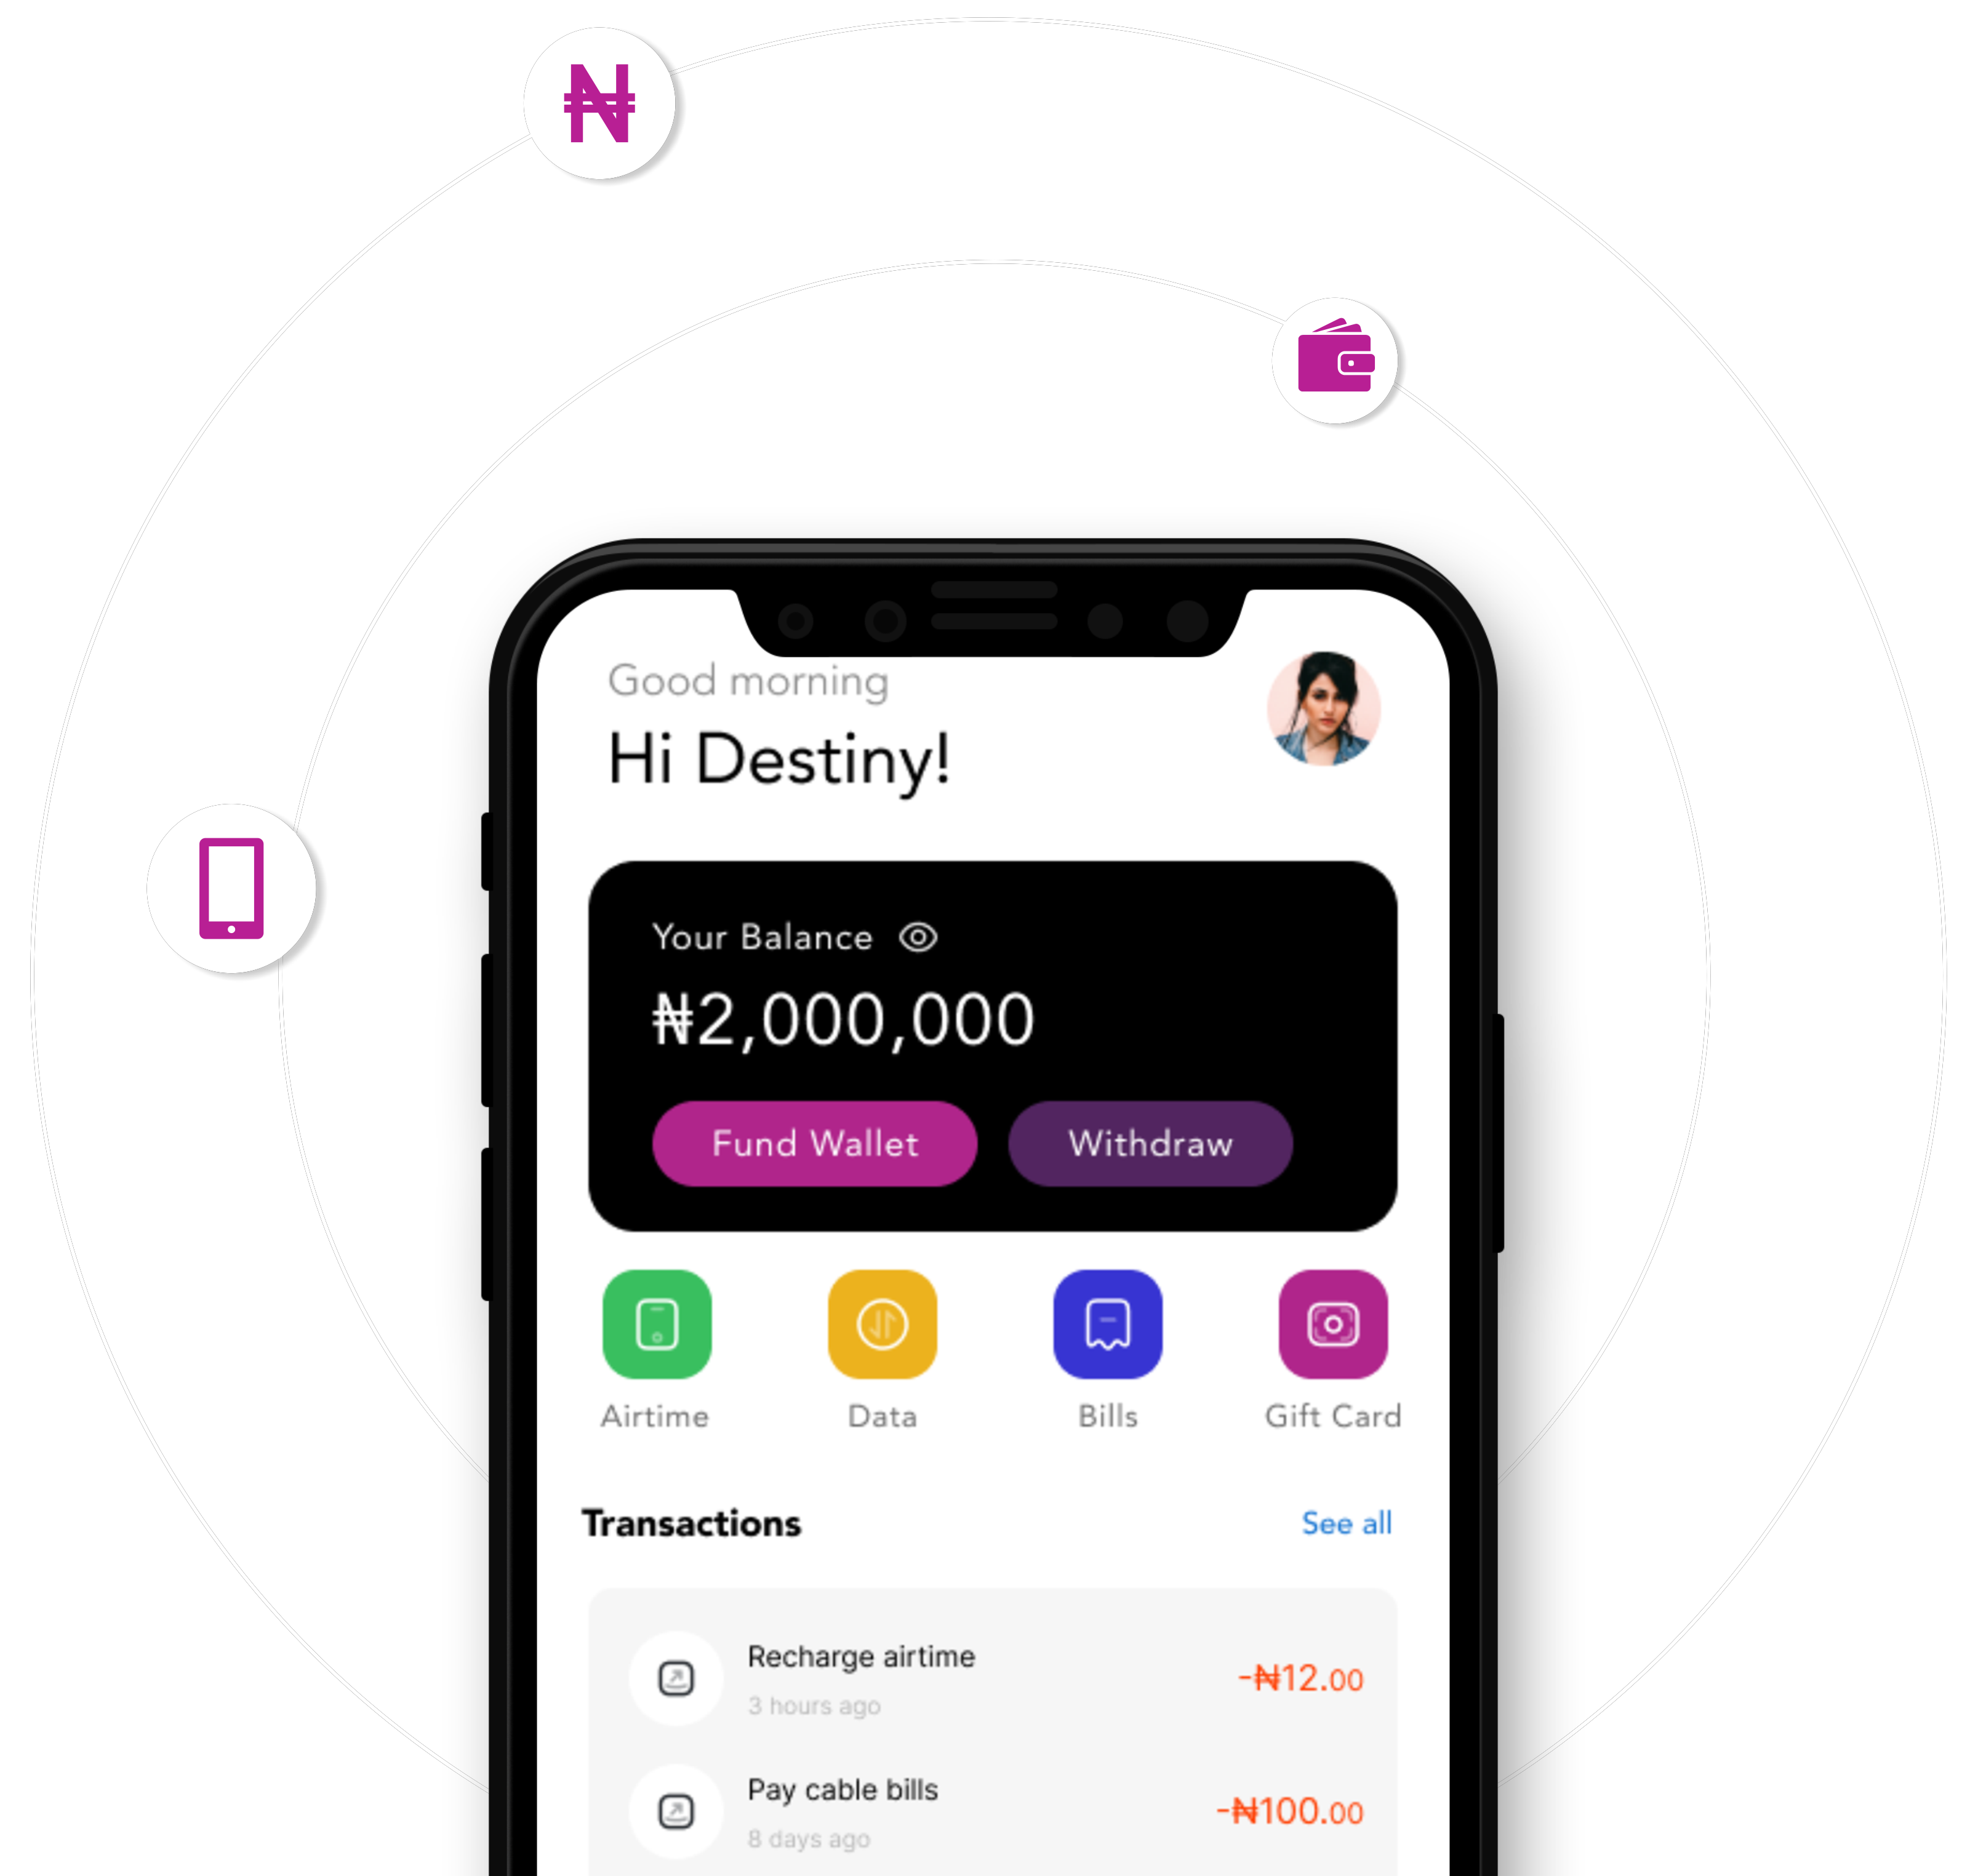 ₦
Good morning
Hi Destiny!
Your Balance
₦2,000,000
Fund Wallet
Withdraw
Airtime
Data
Bills
Gift Card
Transactions
See all
Recharge airtime
-₦12.00
3 hours ago
Pay cable bills
-₦100.00
8 days ago